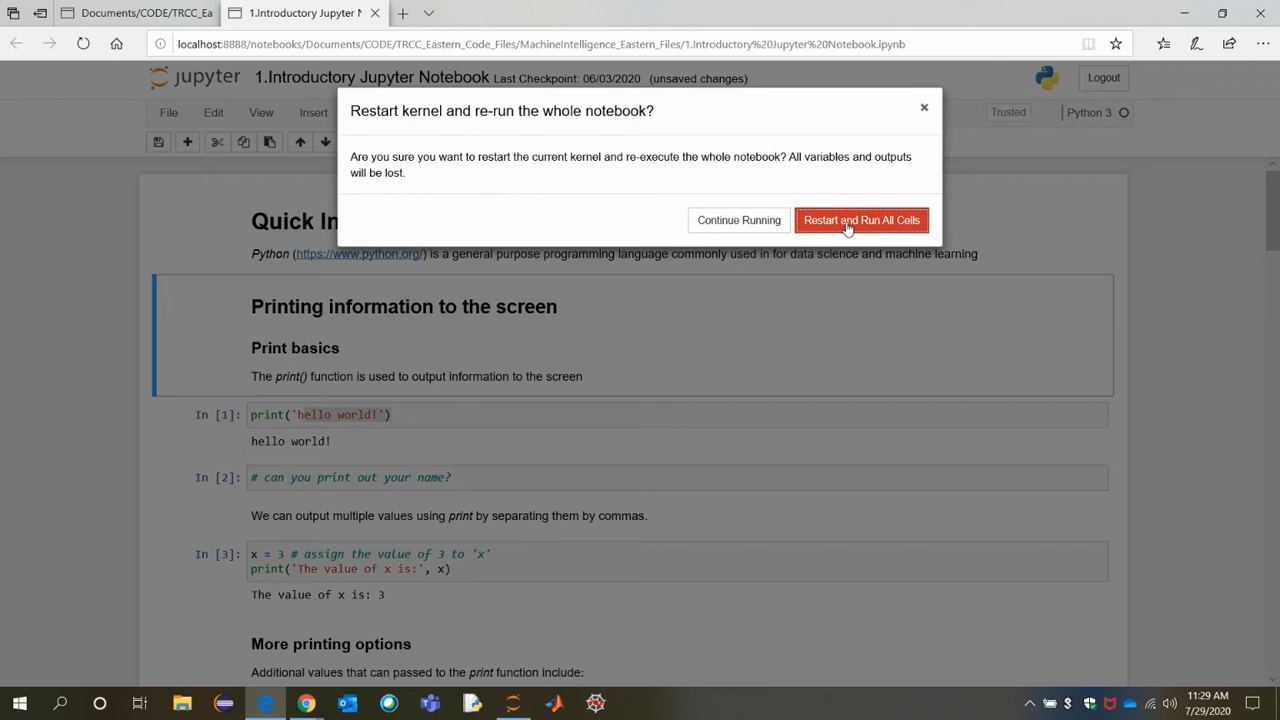 Documents/CODE/TRCC_Ea
1.Introductory Jupyter N
localhost:8888/notebooks/Documents/CODE/TRCC_Eastern_Code_Files/MachineIntelligence_Eastern_Files/1.Introductory%20Jupyter%20Notebook.ipynb
jupyter 1.Introductory Jupyter Notebook Last Checkpoint: 06/03/2020 (unsaved changes)
Logout
File Edit View Insert
Trusted
Python 3
Restart kernel and re-run the whole notebook?
×
Are you sure you want to restart the current kernel and re-execute the whole notebook? All variables and outputs
will be lost.
Continue Running
Restart and Run All Cells
Quick In
Python (https://www.python.org/) is a general purpose programming language commonly used in for data science and machine learning
Printing information to the screen
Print basics
The print() function is used to output information to the screen
In [1]: print('hello world!')
hello world!
In [2]: # can you print out your name?
We can output multiple values using print by separating them by commas.
In [3]: x = 3 # assign the value of 3 to 'x'
print('The value of x is:', x)
The value of x is: 3
More printing options
Additional values that can passed to the print function include:
11:29 AM
7/29/2020